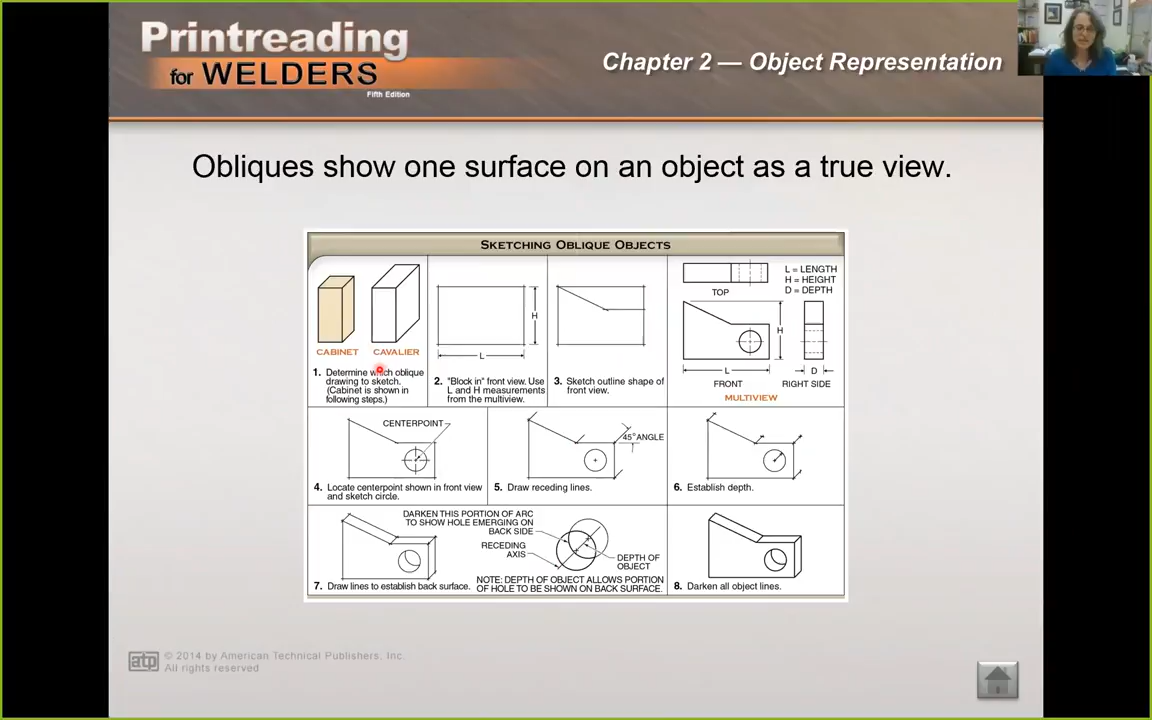 Printreading
for WELDERS
Fifth Edition
Chapter 2 — Object Representation
Obliques show one surface on an object as a true view.
SKETCHING OBLIQUE OBJECTS
CABINET
CAVALIER
1. Determine which oblique
drawing to sketch.
(Cabinet is shown in
following steps.)
H
L
2. "Block in" front view. Use
L and H measurements
from the multiview.
3. Sketch outline shape of
front view.
TOP
L = LENGTH
H = HEIGHT
D = DEPTH
H
L
D
FRONT
RIGHT SIDE
MULTIVIEW
CENTERPOINT
4. Locate centerpoint shown in front view
and sketch circle.
45° ANGLE
5. Draw receding lines.
6. Establish depth.
7. Draw lines to establish back surface.
DARKEN THIS PORTION OF ARC
TO SHOW HOLE EMERGING ON
BACK SIDE
RECEDING
AXIS
DEPTH OF
OBJECT
NOTE: DEPTH OF OBJECT ALLOWS PORTION
OF HOLE TO BE SHOWN ON BACK SURFACE.
8. Darken all object lines.
atp
© 2014 by American Technical Publishers, Inc.
All rights reserved